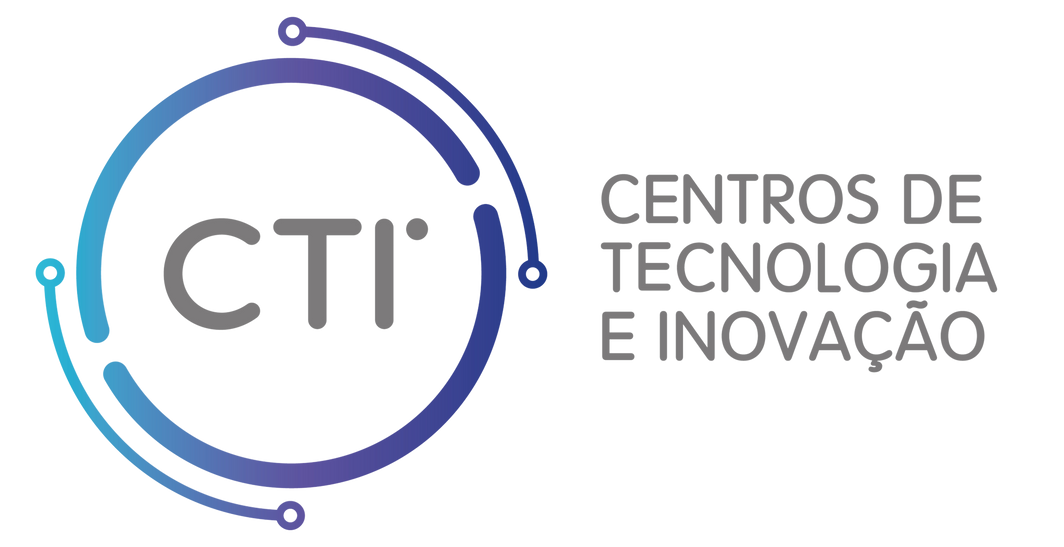 CTI
CENTROS DE
TECNOLOGIA
E INOVAÇÃO